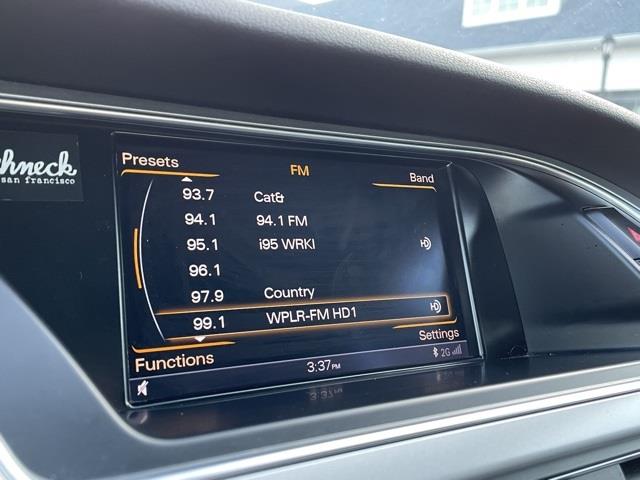 hneck
san francisco
Presets
FM
Band
93.7 Cat&
94.1 94.1 FM
95.1 i95 WRKI HD
96.1
97.9 Country
99.1 WPLR-FM HD1 HD
Functions
Settings
3:37PM
2G